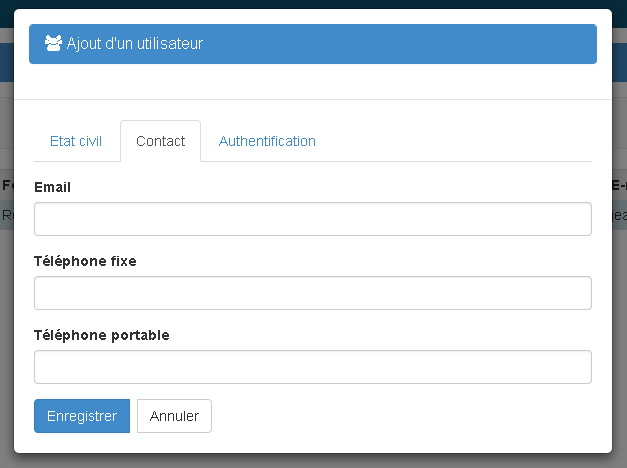 Ajout d'un utilisateur
Etat civil Contact Authentification
Email
Téléphone fixe
Téléphone portable
Enregistrer Annuler